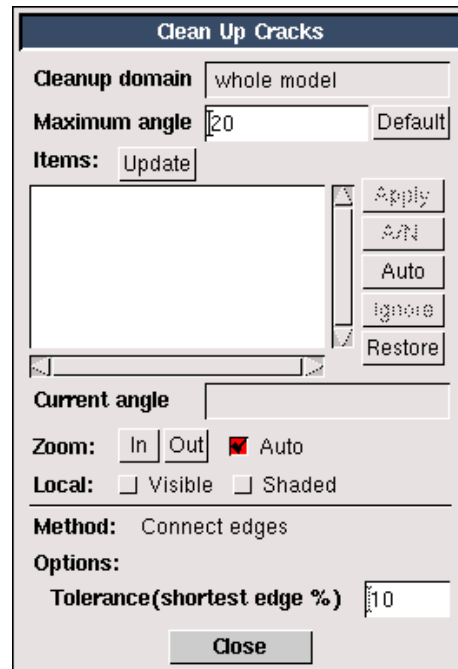 Clean Up Cracks
Cleanup domain whole model
Maximum angle 20 Default
Items: Update
Apply
A/N
Auto
Ignore
Restore
Current angle
Zoom: In Out Auto
Local: Visible Shaded
Method: Connect edges
Options:
Tolerance(shortest edge %) 10
Close